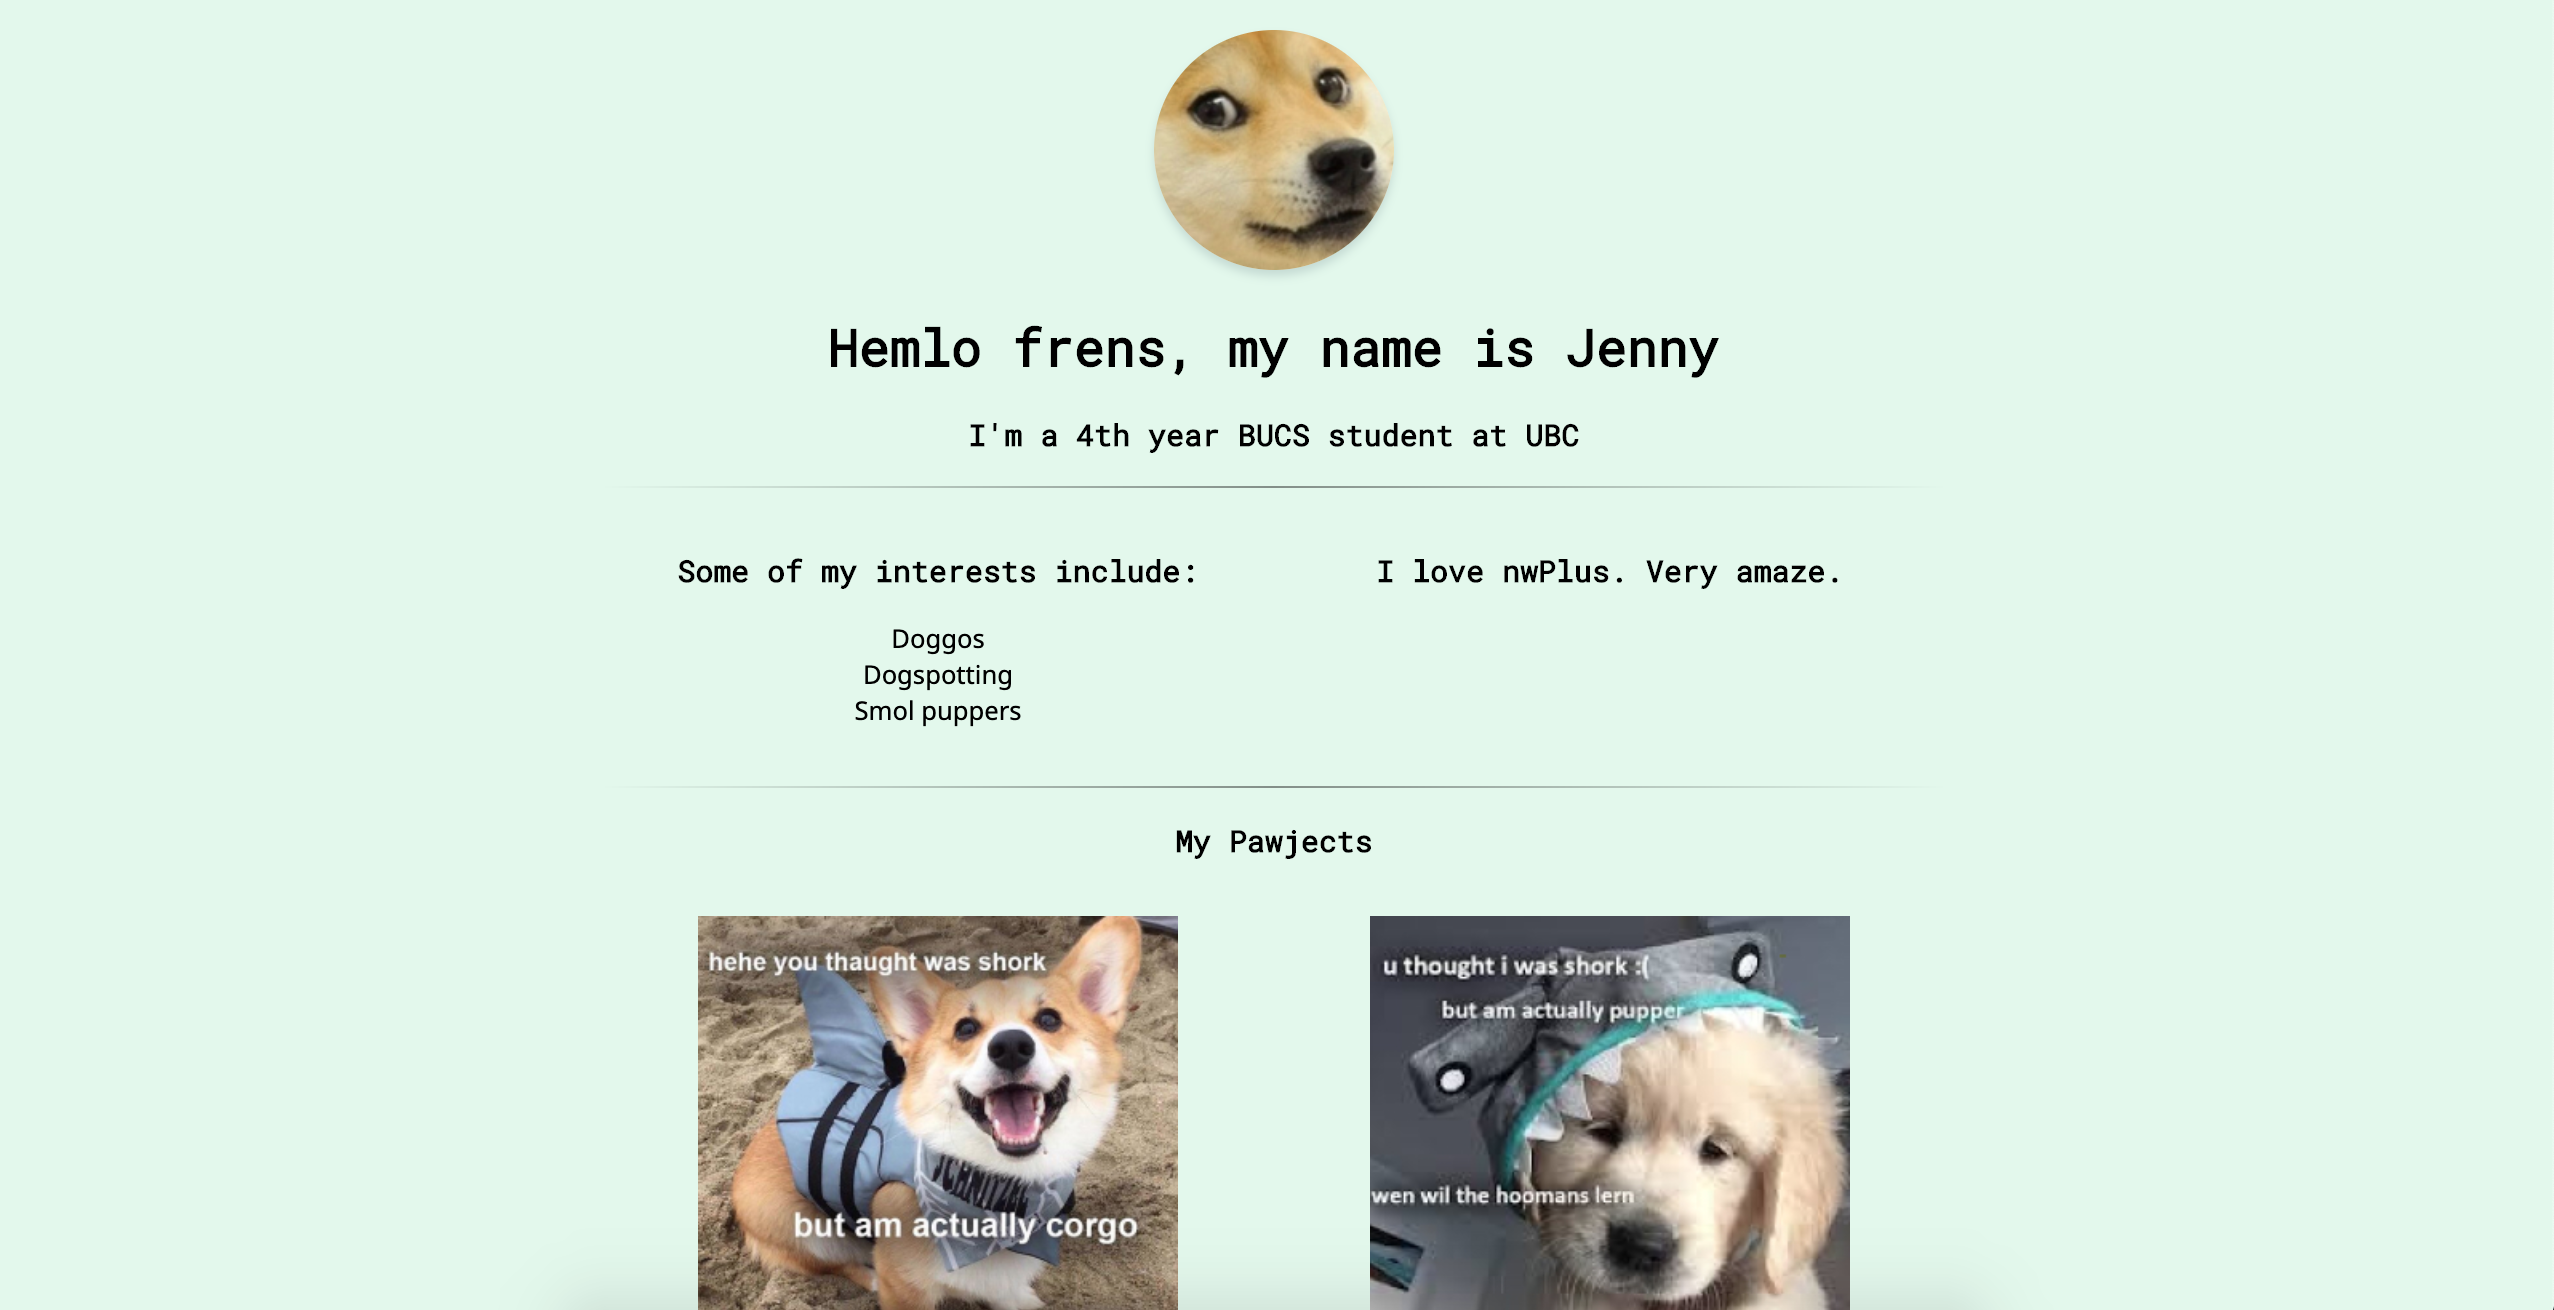 Hemlo frens, my name is Jenny
I'm a 4th year BUCS student at UBC
Some of my interests include:
Doggos
Dogspotting
Smol puppers
I love nwPlus. Very amaze.
My Pawjects
hehe you thaught was shork
SCHNITZEL
but am actually corgo
u thought i was shork :(
but am actually pupper
wen wil the hoomans lern